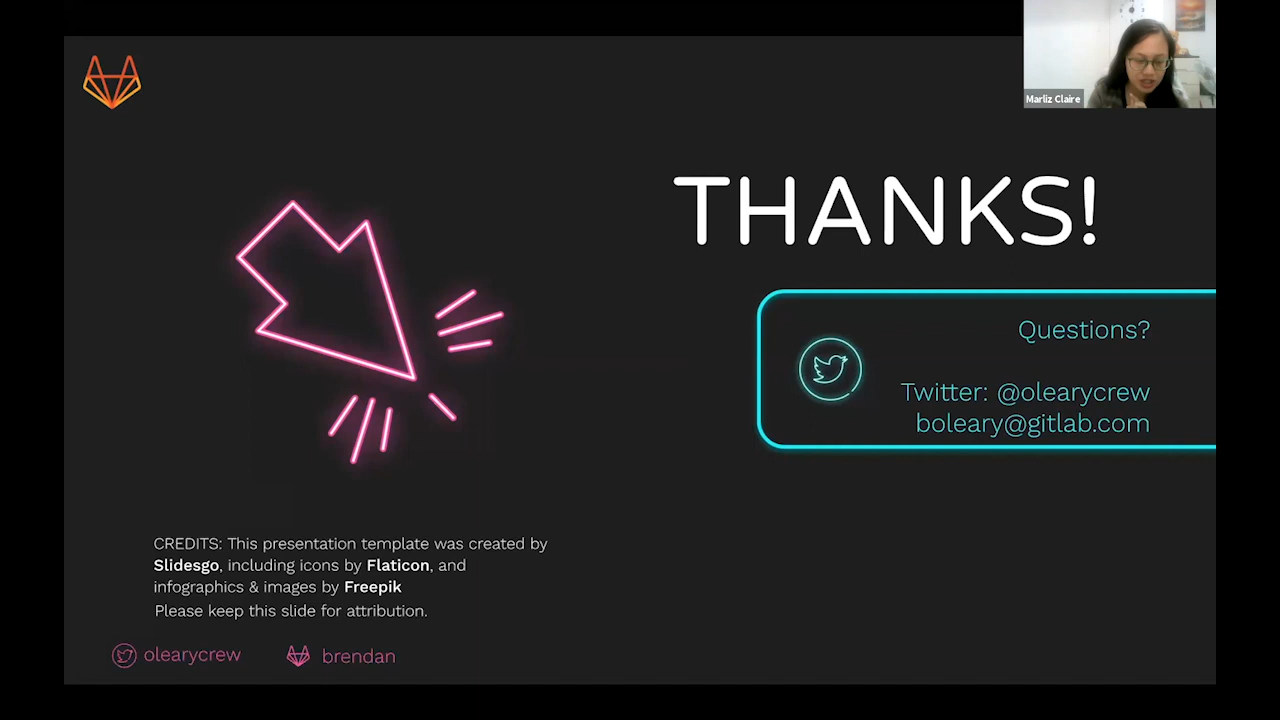 Marliz Claire
THANKS!
Questions?
Twitter: @olearycrew
boleary@gitlab.com
CREDITS: This presentation template was created by
Slidesgo, including icons by Flaticon, and
infographics & images by Freepik
Please keep this slide for attribution.
olearycrew
brendan